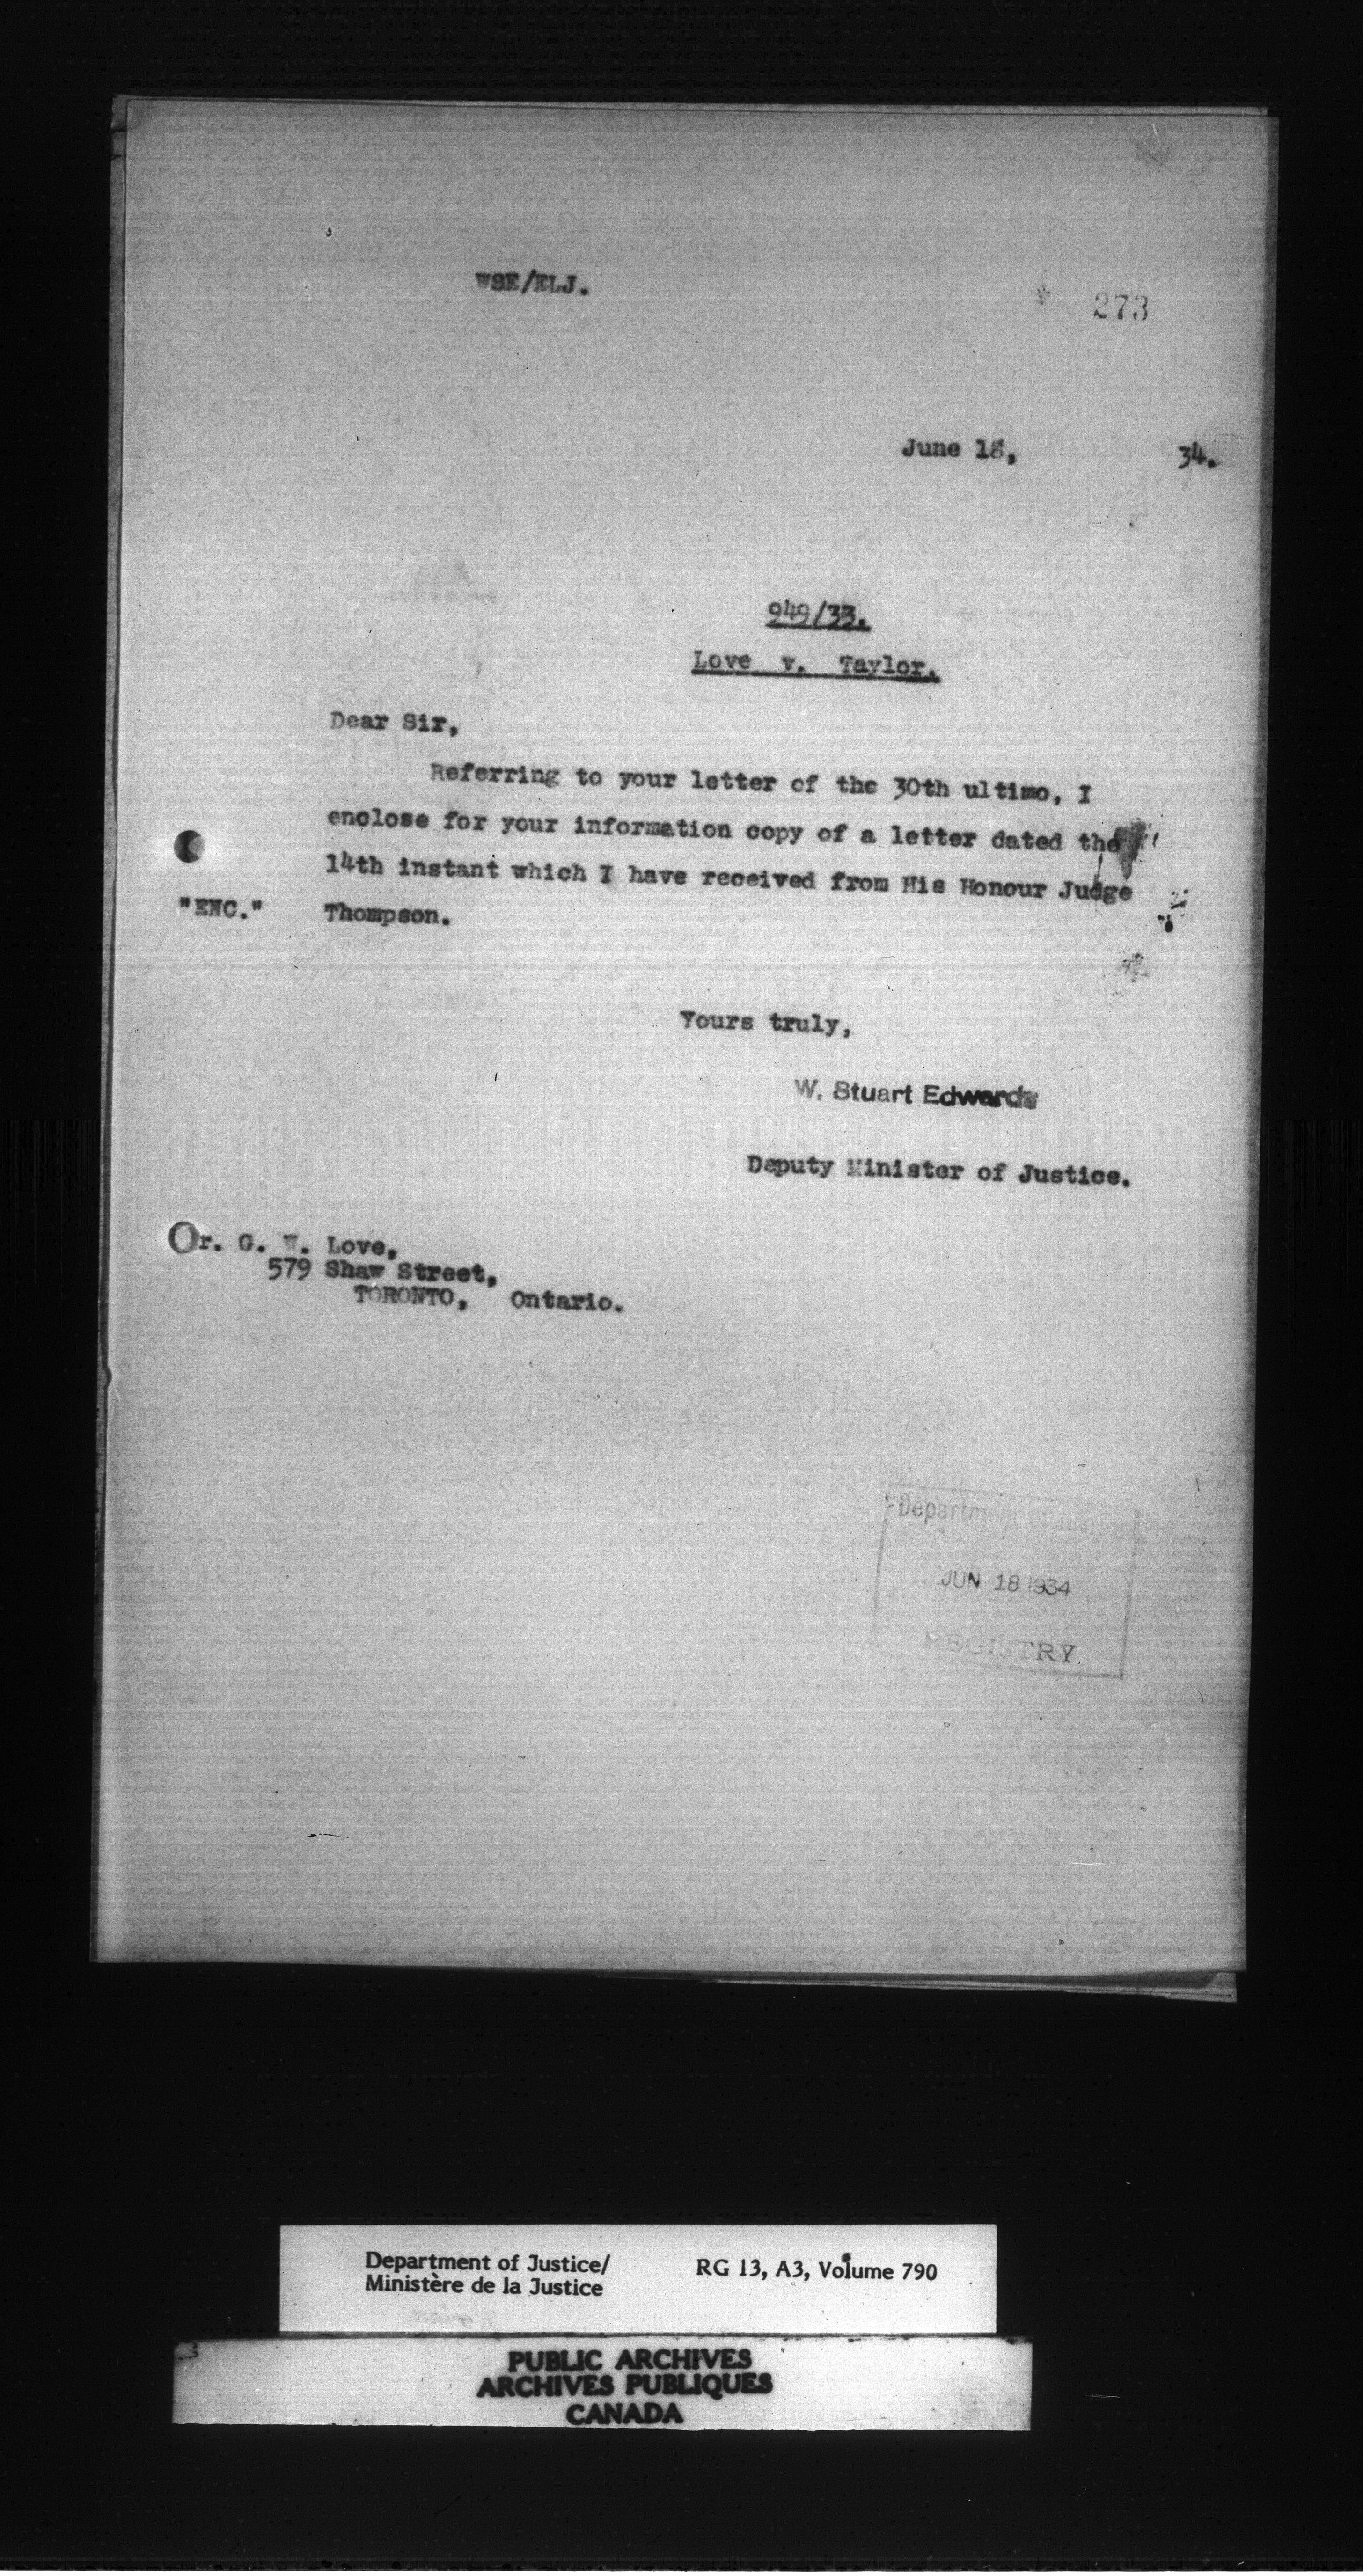 WSE/ELJ.
273
June 18, 34.
949/33.
Love v. Taylor.
Dear Sir,
Referring to your letter of the 30th ultimo, I
enclose for your information copy of a letter dated the
14th instant which I have received from His Honour Judge
"ENC." Thompson.
Yours truly,
W. Stuart Edwards
Deputy Minister of Justice.
r. G. W. Love,
579 Shaw Street,
TORONTO, Ontario.
Department of Justice
JUN 18 1934
REGISTRY.
Department of Justice/
Ministère de la Justice
RG 13, A3, Volume 790
PUBLIC ARCHIVES
ARCHIVES PUBLIQUES
CANADA